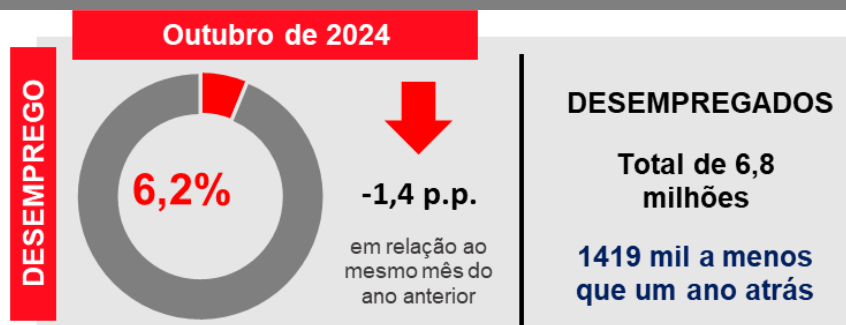 Outubro de 2024
DESEMPREGO
6,2%
-1,4 p.p.
em relação ao
mesmo mês do
ano anterior
DESEMPREGADOS
Total de 6,8
milhões
1419 mil a menos
que um ano atrás